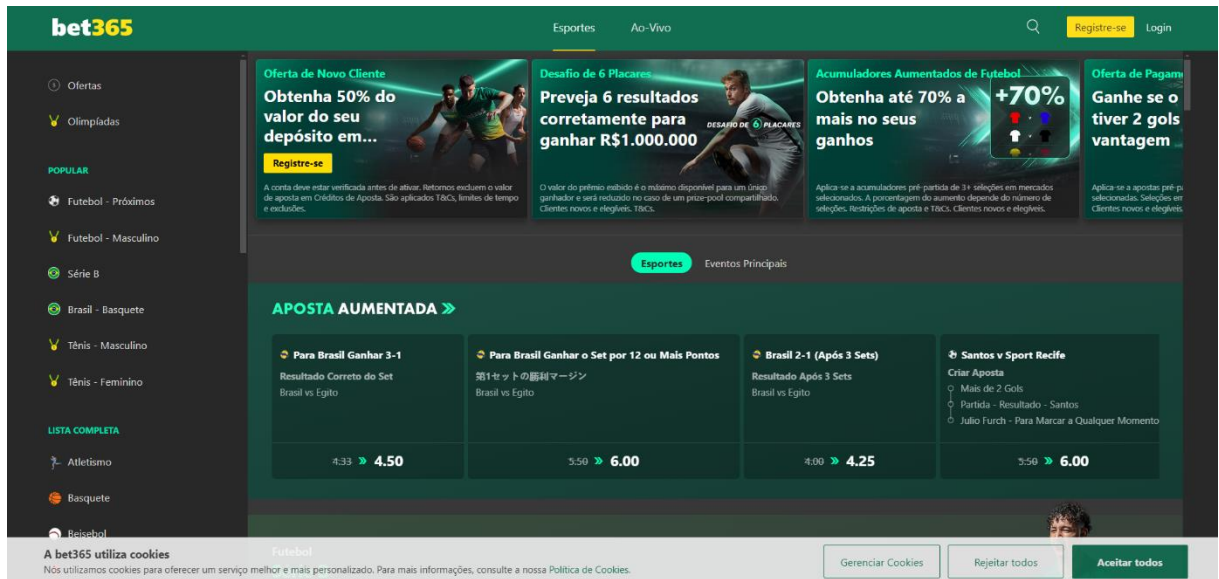 bet365
Esportes
Ao-Vivo
Registre-se
Login
Ofertas
Olimpíadas
POPULAR
Futebol - Próximos
Futebol - Masculino
Série B
Brasil - Basquete
Tênis - Masculino
Tênis - Feminino
LISTA COMPLETA
Atletismo
Basquete
Beisebol
Oferta de Novo Cliente
Obtenha 50% do
valor do seu
depósito em...
Registre-se
A conta deve estar verificada antes de ativar. Retornos excluem o valor
de aposta em Créditos de Aposta. São aplicados T&Cs, limites de tempo
e exclusões.
Desafio de 6 Placares
Preveja 6 resultados
corretamente para
ganhar R$1.000.000
DESAFIO DE 6 PLACARES
O valor do prêmio exibido é o máximo disponível para um único
ganhador e será reduzido no caso de um prize-pool compartilhado.
Clientes novos e elegíveis. T&Cs.
Acumuladores Aumentados de Futebol
Obtenha até 70% a
mais no seus
ganhos
+70%
Aplica-se a acumuladores pré-partida de 3+ seleções em mercados
selecionados. A porcentagem do aumento depende do número de
seleções. Restrições de aposta e T&Cs. Clientes novos e elegíveis.
Oferta de Pagam
Ganhe se o
tiver 2 gols
vantagem
Aplica-se a apostas pré-p
selecionadas. Seleções em
Clientes novos e elegíveis
Esportes
Eventos Principais
APOSTA AUMENTADA
Para Brasil Ganhar 3-1
Resultado Correto do Set
Brasil vs Egito
4.33 » 4.50
Para Brasil Ganhar o Set por 12 ou Mais Pontos
第1セットの勝利マージン
Brasil vs Egito
5.50 » 6.00
Brasil 2-1 (Após 3 Sets)
Resultado Após 3 Sets
Brasil vs Egito
4.00 » 4.25
Santos v Sport Recife
Criar Aposta
Mais de 2 Gols
Partida - Resultado - Santos
Julio Furch - Para Marcar a Qualquer Momento
5.50 » 6.00
Futebol
A bet365 utiliza cookies
Nós utilizamos cookies para oferecer um serviço melhor e mais personalizado. Para mais informações, consulte a nossa Política de Cookies.
Gerenciar Cookies
Rejeitar todos
Aceitar todos